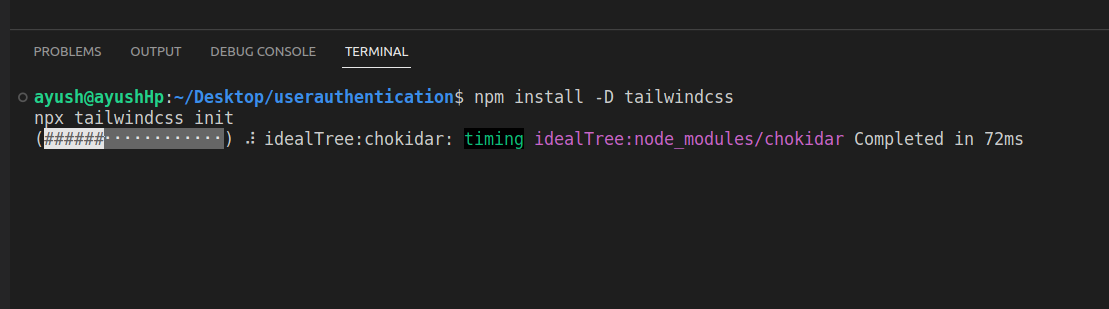 PROBLEMS OUTPUT DEBUG CONSOLE TERMINAL
ayush@ayushHp:~/Desktop/userauthentication$ npm install -D tailwindcss
npx tailwindcss init
(######⋅⋅⋅⋅⋅⋅⋅⋅⋅⋅⋅⋅) ⠼ idealTree:chokidar: timing idealTree:node_modules/chokidar Completed in 72ms